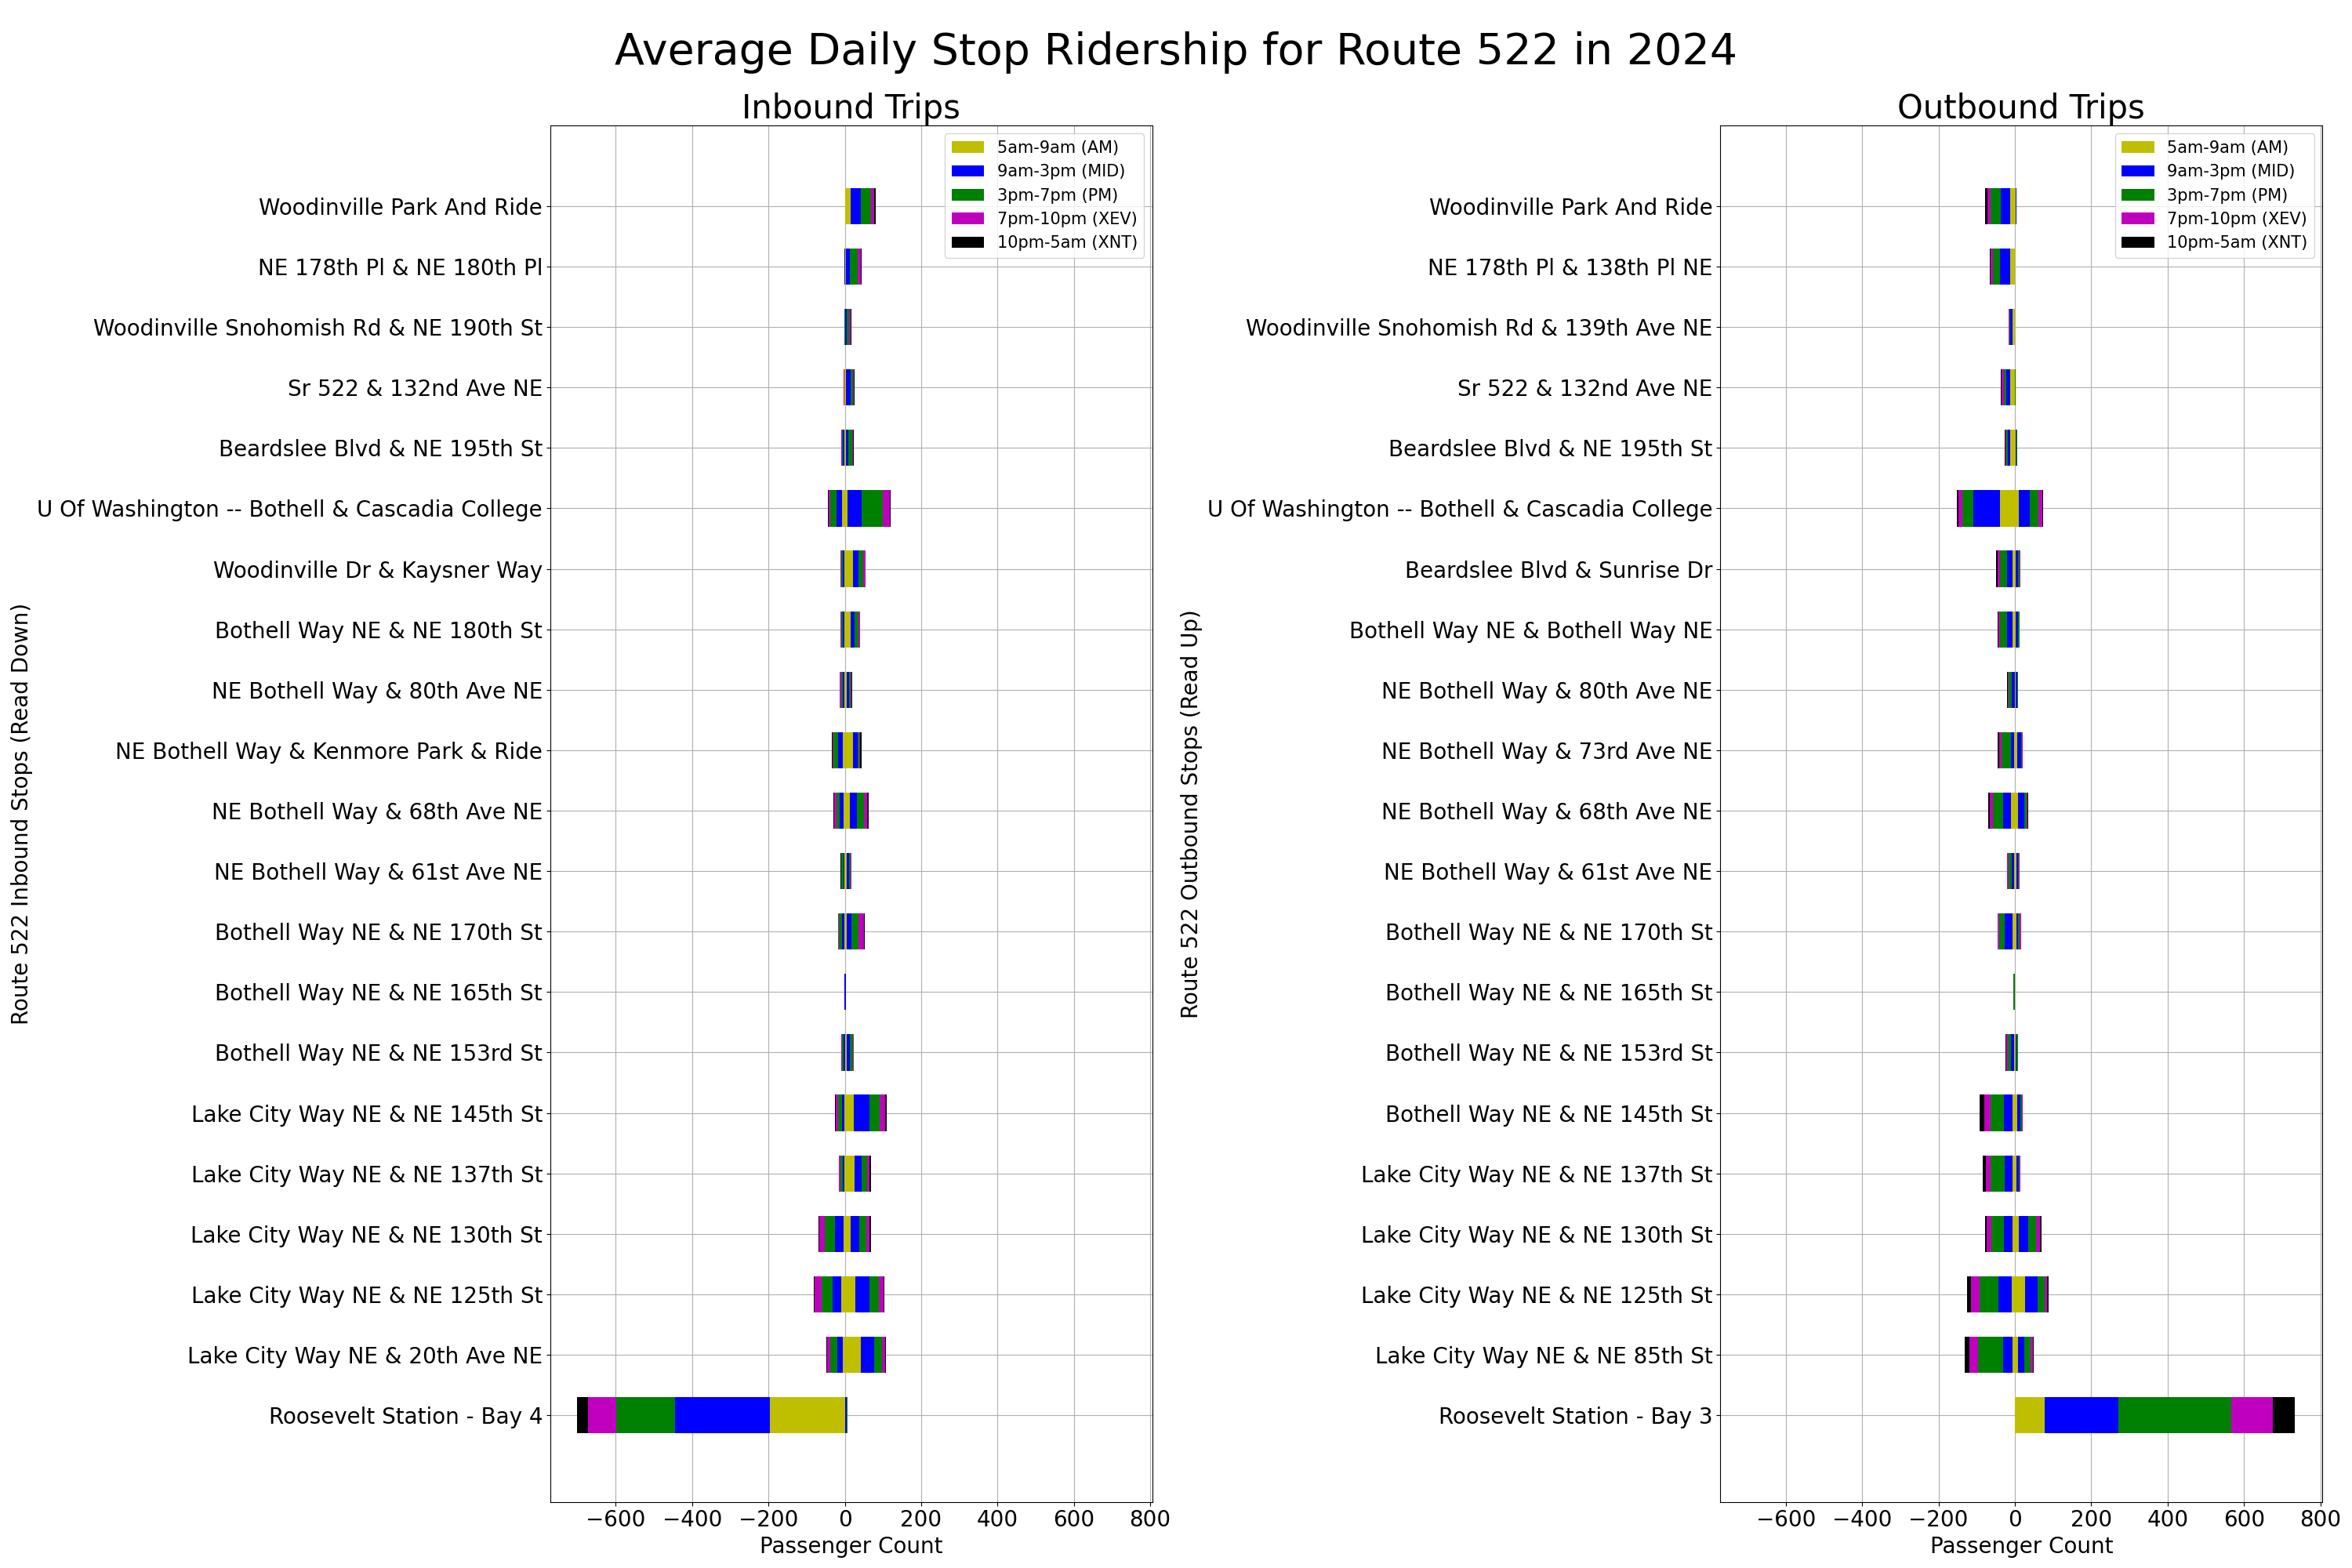 Average Daily Stop Ridership for Route 522 in 2024
Inbound Trips
5am-9am (AM)
9am-3pm (MID)
3pm-7pm (PM)
7pm-10pm (XEV)
10pm-5am (XNT)
Route 522 Inbound Stops (Read Down)
Woodinville Park And Ride
NE 178th Pl & NE 180th Pl
Woodinville Snohomish Rd & NE 190th St
Sr 522 & 132nd Ave NE
Beardslee Blvd & NE 195th St
U Of Washington -- Bothell & Cascadia College
Woodinville Dr & Kaysner Way
Bothell Way NE & NE 180th St
NE Bothell Way & 80th Ave NE
NE Bothell Way & Kenmore Park & Ride
NE Bothell Way & 68th Ave NE
NE Bothell Way & 61st Ave NE
Bothell Way NE & NE 170th St
Bothell Way NE & NE 165th St
Bothell Way NE & NE 153rd St
Lake City Way NE & NE 145th St
Lake City Way NE & NE 137th St
Lake City Way NE & NE 130th St
Lake City Way NE & NE 125th St
Lake City Way NE & 20th Ave NE
Roosevelt Station - Bay 4
−600 −400 −200 0 200 400 600 800
Passenger Count
Outbound Trips
5am-9am (AM)
9am-3pm (MID)
3pm-7pm (PM)
7pm-10pm (XEV)
10pm-5am (XNT)
Route 522 Outbound Stops (Read Up)
Woodinville Park And Ride
NE 178th Pl & 138th Pl NE
Woodinville Snohomish Rd & 139th Ave NE
Sr 522 & 132nd Ave NE
Beardslee Blvd & NE 195th St
U Of Washington -- Bothell & Cascadia College
Beardslee Blvd & Sunrise Dr
Bothell Way NE & Bothell Way NE
NE Bothell Way & 80th Ave NE
NE Bothell Way & 73rd Ave NE
NE Bothell Way & 68th Ave NE
NE Bothell Way & 61st Ave NE
Bothell Way NE & NE 170th St
Bothell Way NE & NE 165th St
Bothell Way NE & NE 153rd St
Bothell Way NE & NE 145th St
Lake City Way NE & NE 137th St
Lake City Way NE & NE 130th St
Lake City Way NE & NE 125th St
Lake City Way NE & NE 85th St
Roosevelt Station - Bay 3
−600 −400 −200 0 200 400 600 800
Passenger Count